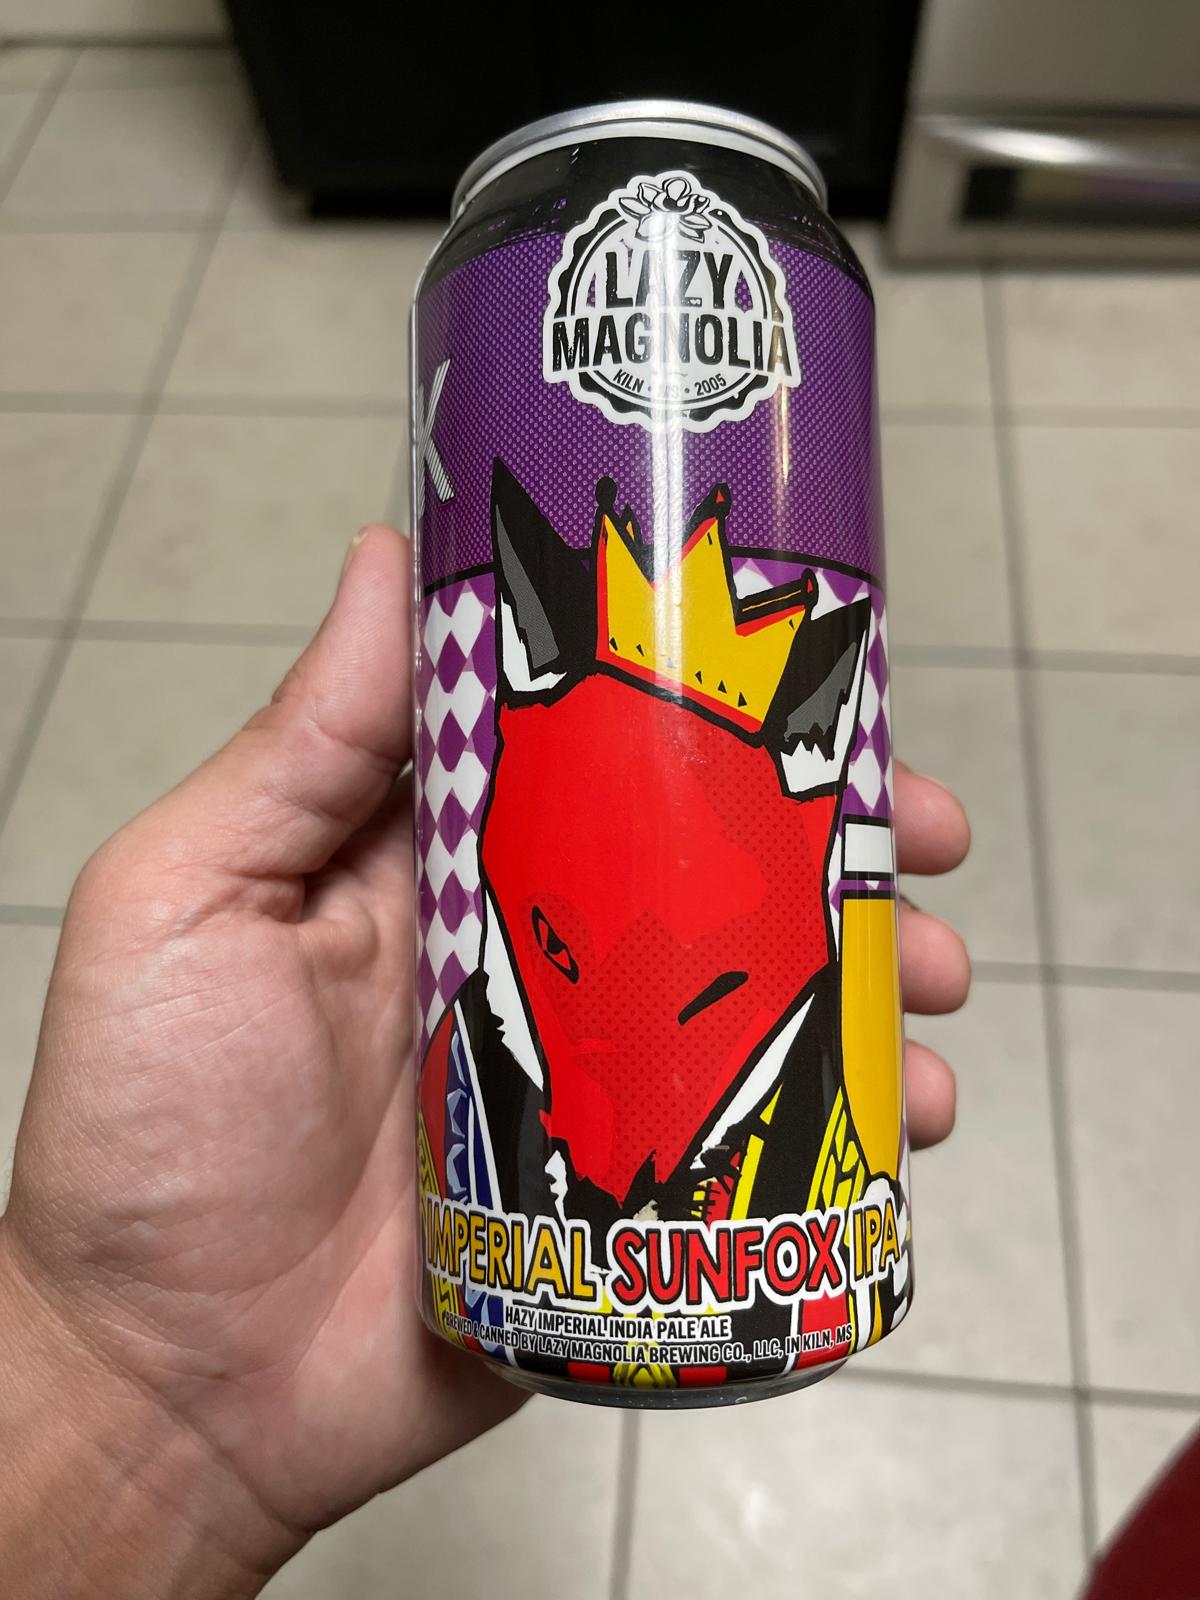 LAZY
MAGNOLIA
KILN • MS • 2005
X
IMPERIAL SUNFOX IPA
HAZY IMPERIAL INDIA PALE ALE
BREWED & CANNED BY LAZY MAGNOLIA BREWING CO., LLC, IN KILN, MS